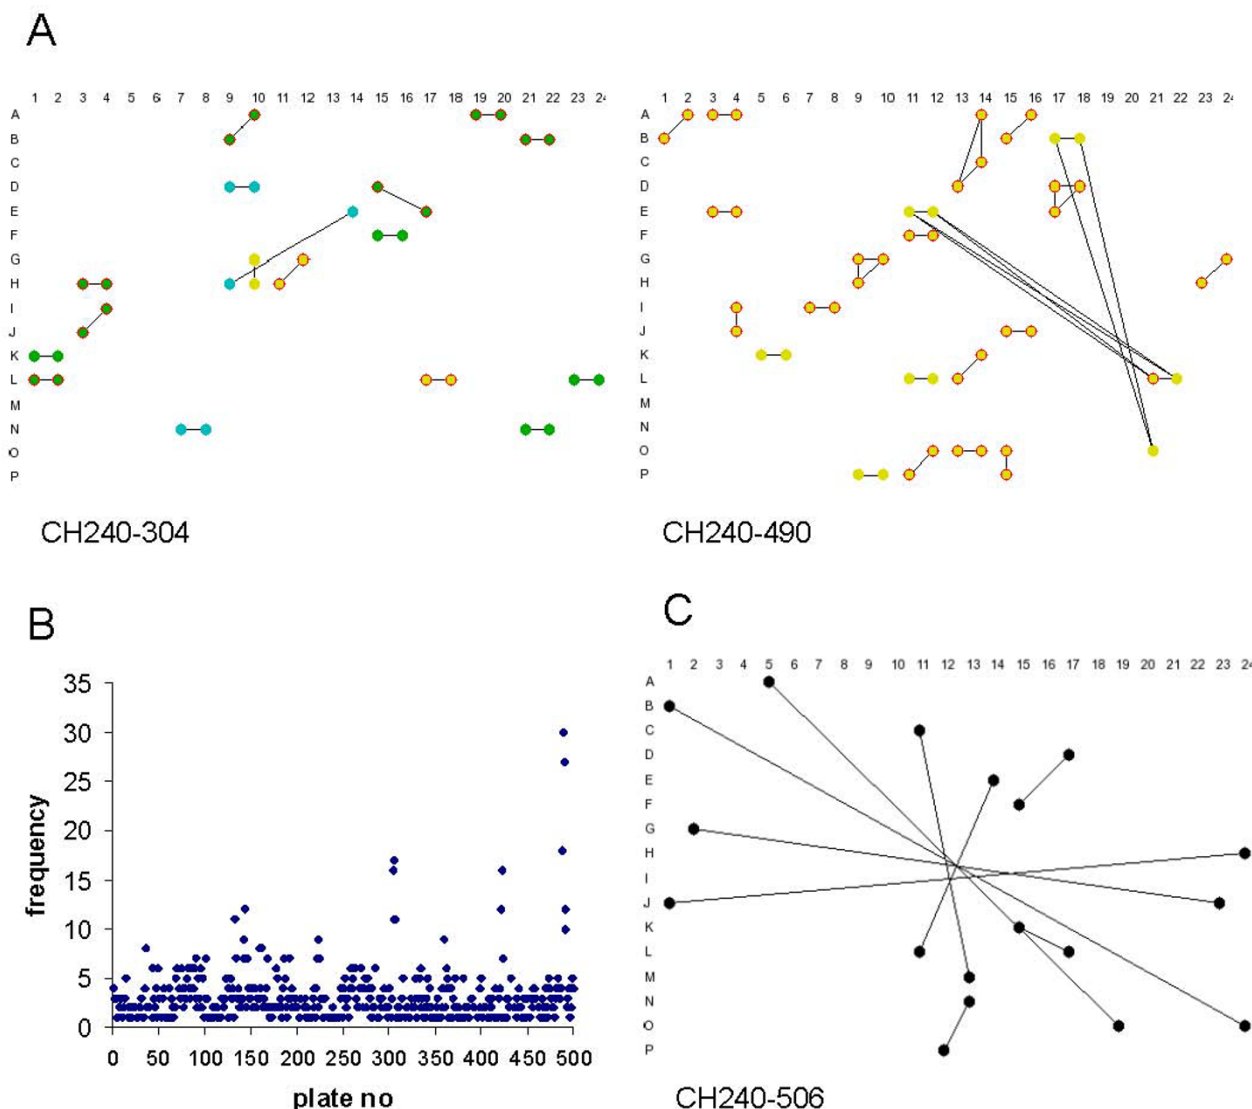 A
1 2 3 4 5 6 7 8 9 10 11 12 13 14 15 16 17 18 19 20 21 22 23 24
A
B
C
D
E
F
G
H
I
J
K
L
M
N
O
P
CH240-304
1 2 3 4 5 6 7 8 9 10 11 12 13 14 15 16 17 18 19 20 21 22 23 24
A
B
C
D
E
F
G
H
I
J
K
L
M
N
O
P
CH240-490
B
35
30
25
20
15
10
5
0
frequency
0 50 100 150 200 250 300 350 400 450 500
plate no
C
1 2 3 4 5 6 7 8 9 10 11 12 13 14 15 16 17 18 19 20 21 22 23 24
A
B
C
D
E
F
G
H
I
J
K
L
M
N
O
P
CH240-506